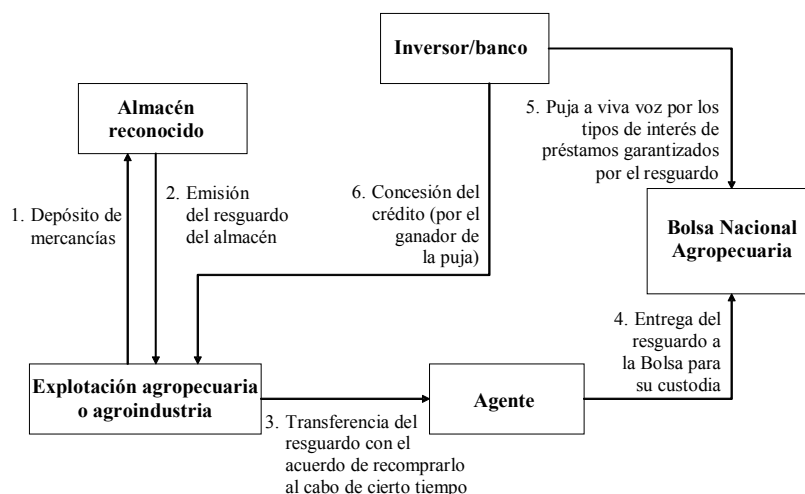 Inversor/banco
Almacén
reconocido
5. Puja a viva voz por los
tipos de interés de
préstamos garantizados
por el resguardo
1. Depósito de
mercancías
2. Emisión
del resguardo
del almacén
6. Concesión del
crédito (por el
ganador de
la puja)
Bolsa Nacional
Agropecuaria
4. Entrega del
resguardo a
la Bolsa para
su custodia
Explotación agropecuaria
o agroindustria
Agente
3. Transferencia del
resguardo con el
acuerdo de recomprarlo
al cabo de cierto tiempo